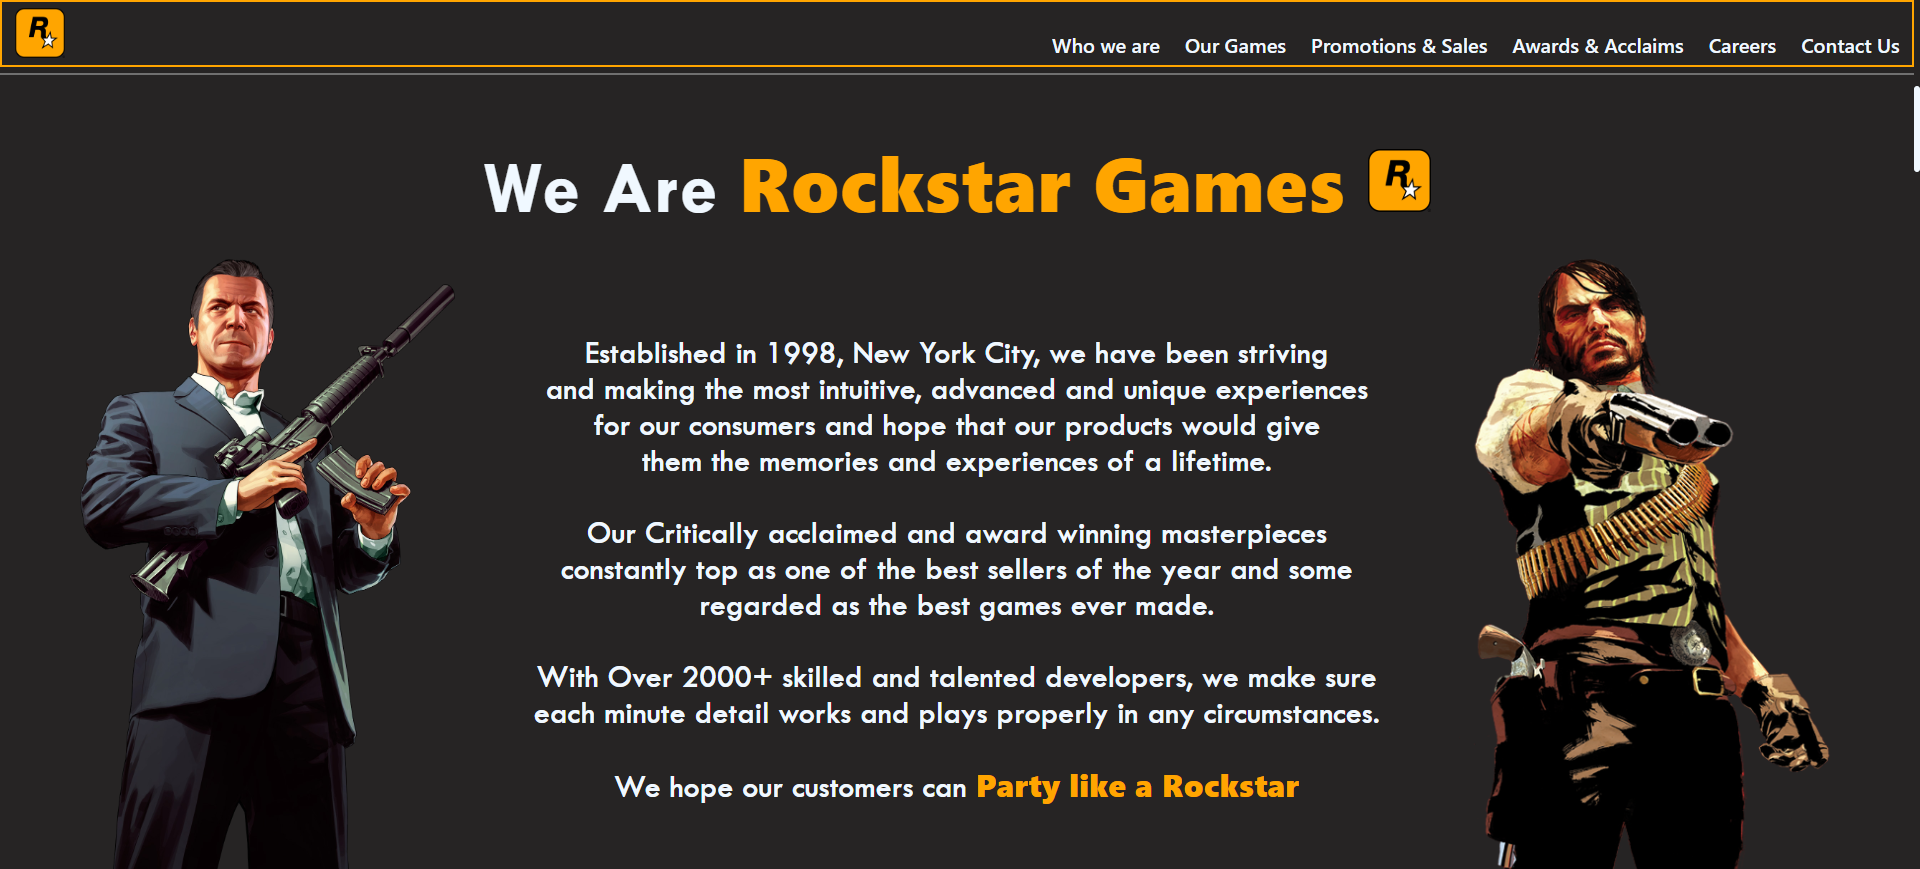 R
Who we are Our Games Promotions & Sales Awards & Acclaims Careers Contact Us
We Are Rockstar Games R
Established in 1998, New York City, we have been striving
and making the most intuitive, advanced and unique experiences
for our consumers and hope that our products would give
them the memories and experiences of a lifetime.
Our Critically acclaimed and award winning masterpieces
constantly top as one of the best sellers of the year and some
regarded as the best games ever made.
With Over 2000+ skilled and talented developers, we make sure
each minute detail works and plays properly in any circumstances.
We hope our customers can Party like a Rockstar